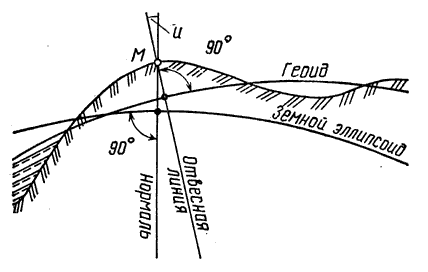 и
М
90°
Геоид
Земной эллипсоид
90°
Нормаль
Отвесная
линия